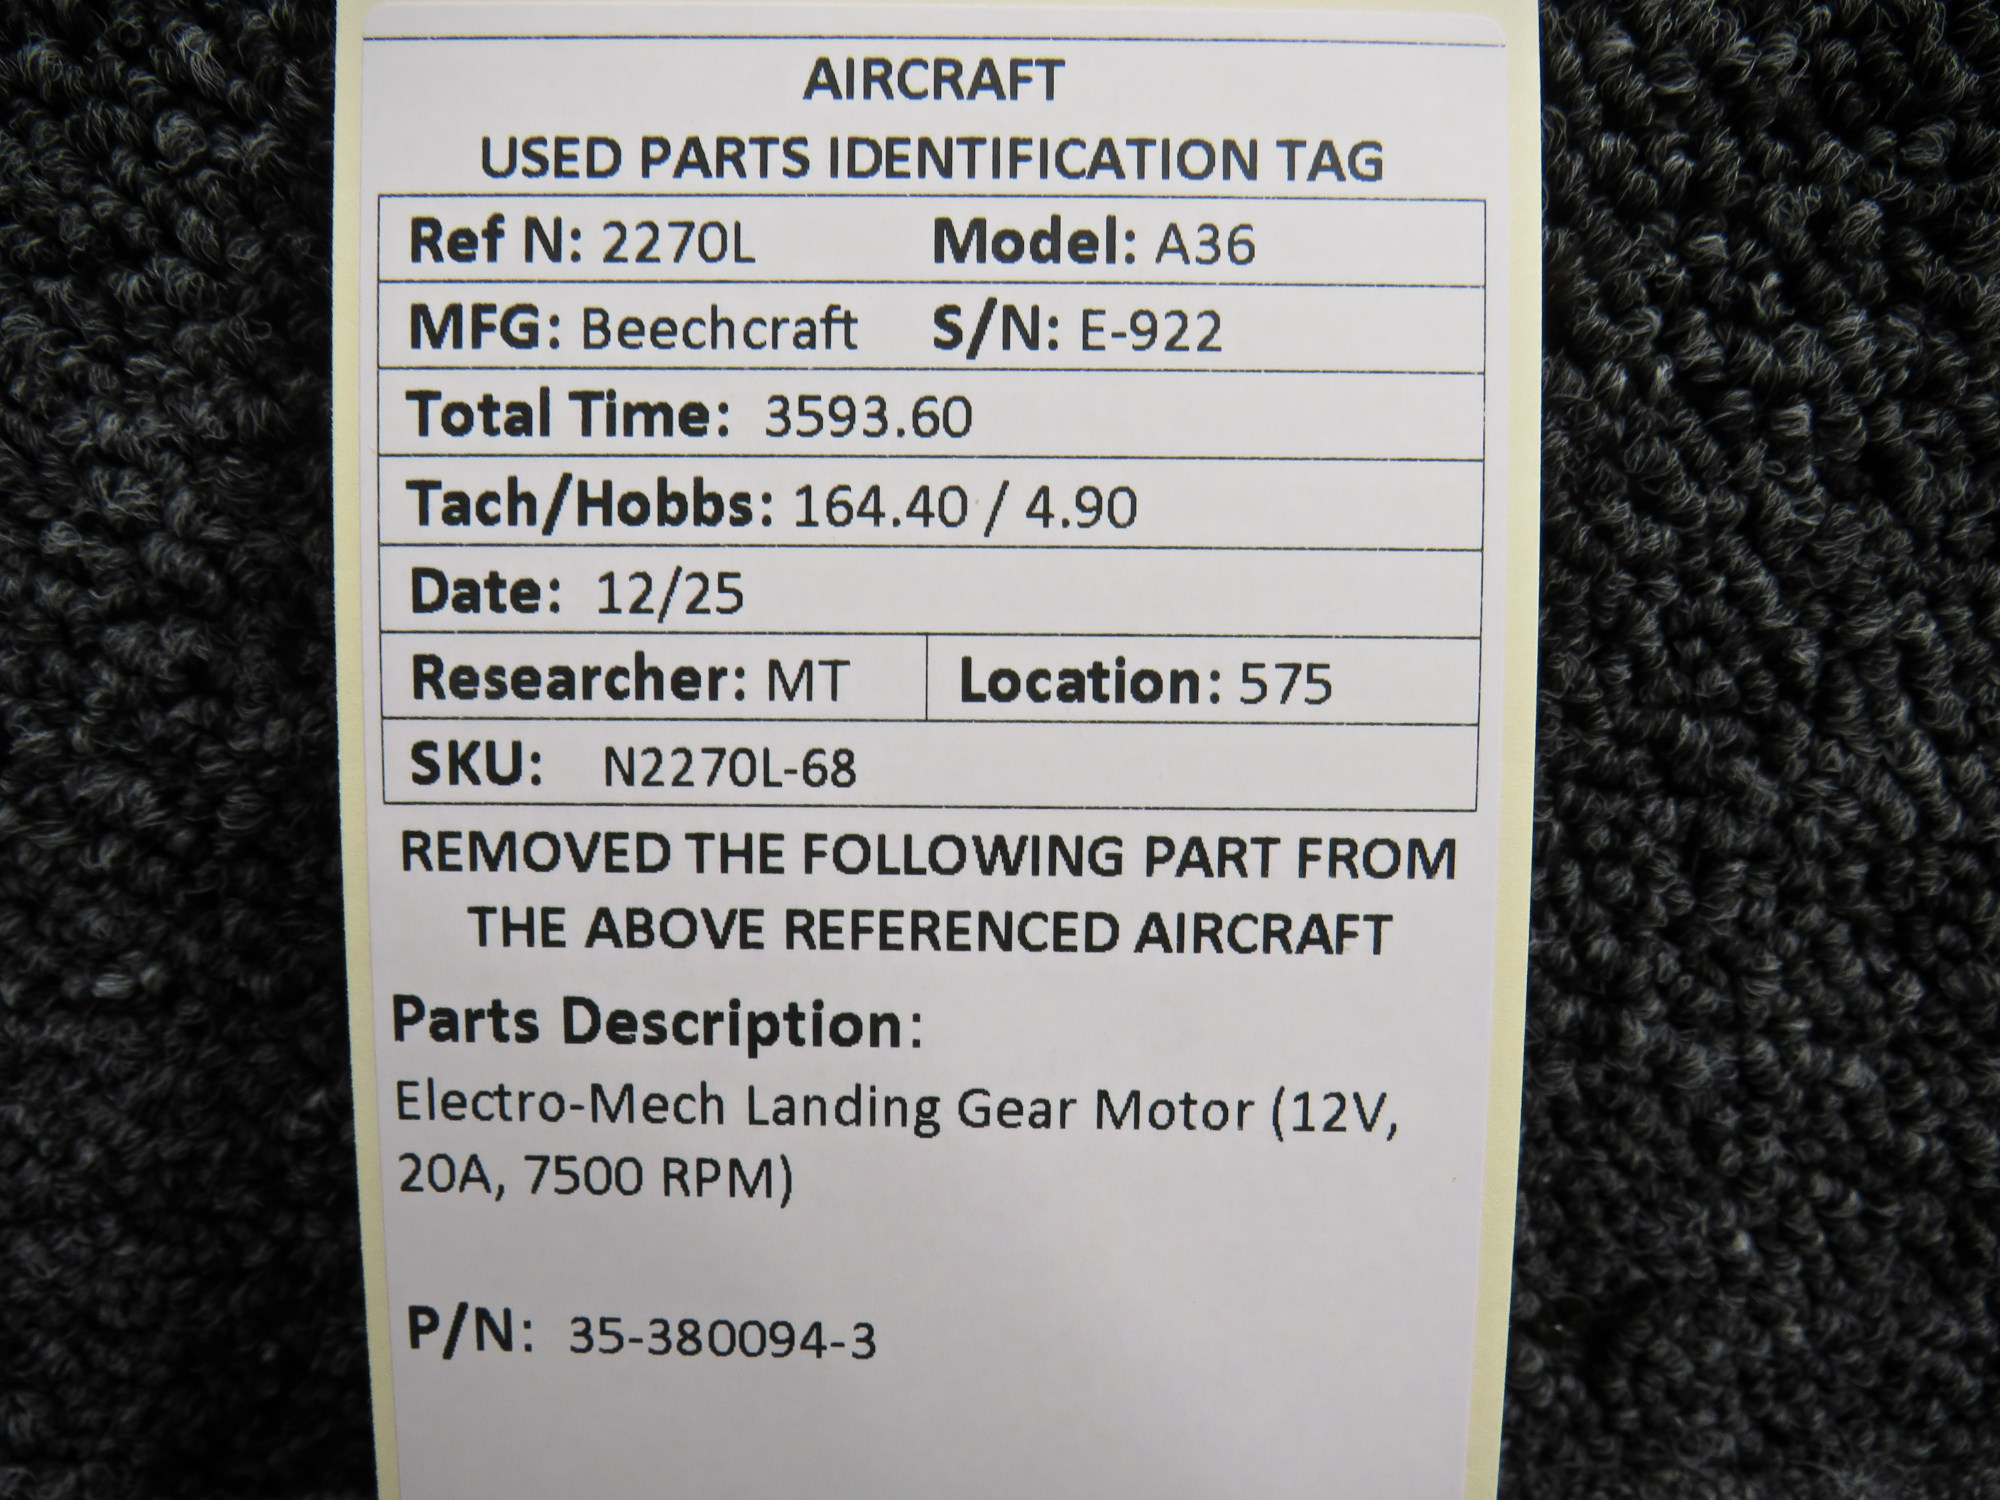 AIRCRAFT
USED PARTS IDENTIFICATION TAG
Ref N: 2270L Model: A36
MFG: Beechcraft S/N: E-922
Total Time: 3593.60
Tach/Hobbs: 164.40 / 4.90
Date: 12/25
Researcher: MT Location: 575
SKU: N2270L-68
REMOVED THE FOLLOWING PART FROM
THE ABOVE REFERENCED AIRCRAFT
Parts Description:
Electro-Mech Landing Gear Motor (12V,
20A, 7500 RPM)
P/N: 35-380094-3